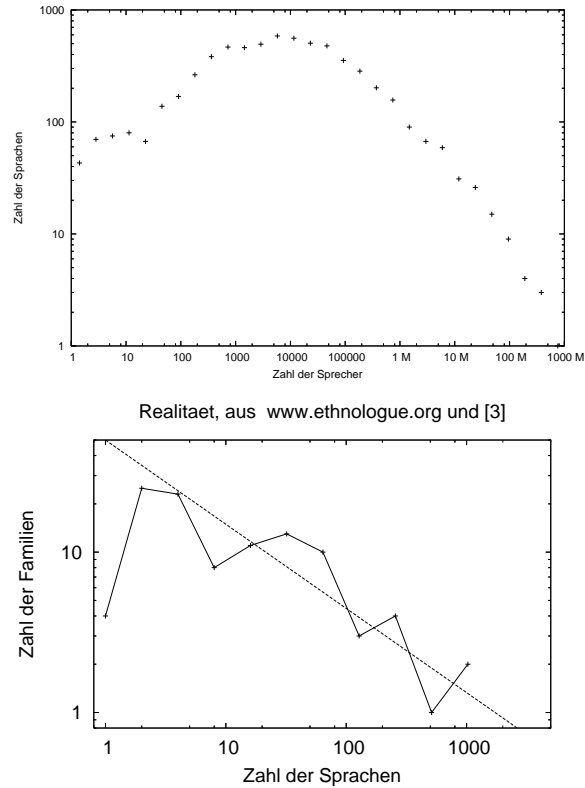 1000
100
10
1
Zahl der Sprachen
1 10 100 1000 10000 100000 1 M 10 M 100 M 1000 M
Zahl der Sprecher
Realitaet, aus www.ethnologue.org und [3]
10
1
Zahl der Familien
1 10 100 1000
Zahl der Sprachen